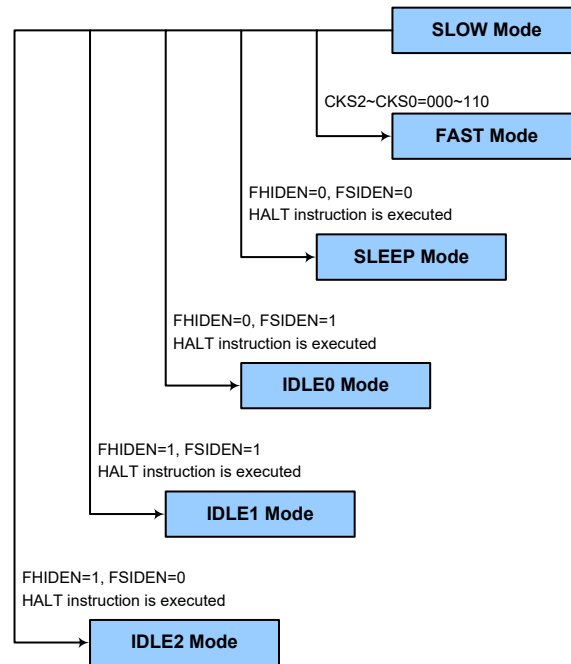 SLOW Mode
CKS2~CKS0=000~110
FAST Mode
FHIDEN=0, FSIDEN=0
HALT instruction is executed
SLEEP Mode
FHIDEN=0, FSIDEN=1
HALT instruction is executed
IDLE0 Mode
FHIDEN=1, FSIDEN=1
HALT instruction is executed
IDLE1 Mode
FHIDEN=1, FSIDEN=0
HALT instruction is executed
IDLE2 Mode